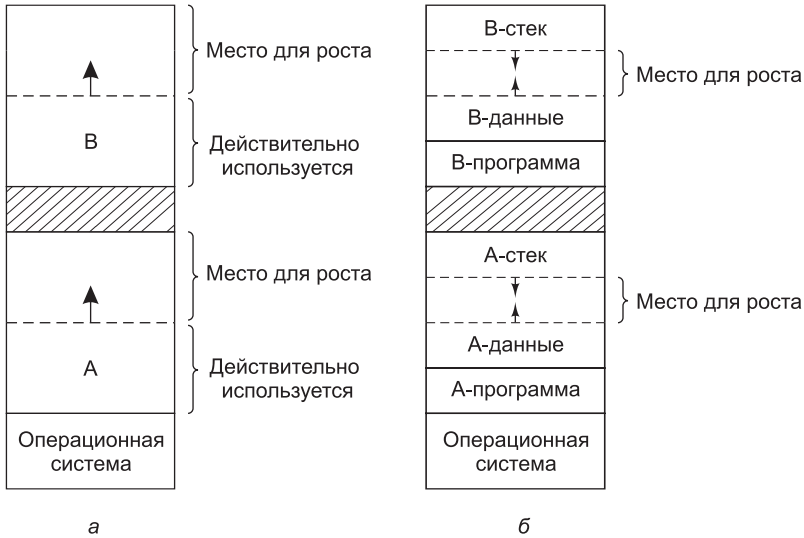 Место для роста
В
Действительно
используется
Место для роста
А
Действительно
используется
Операционная
система
а
В-стек
Место для роста
В-данные
В-программа
А-стек
Место для роста
А-данные
А-программа
Операционная
система
б